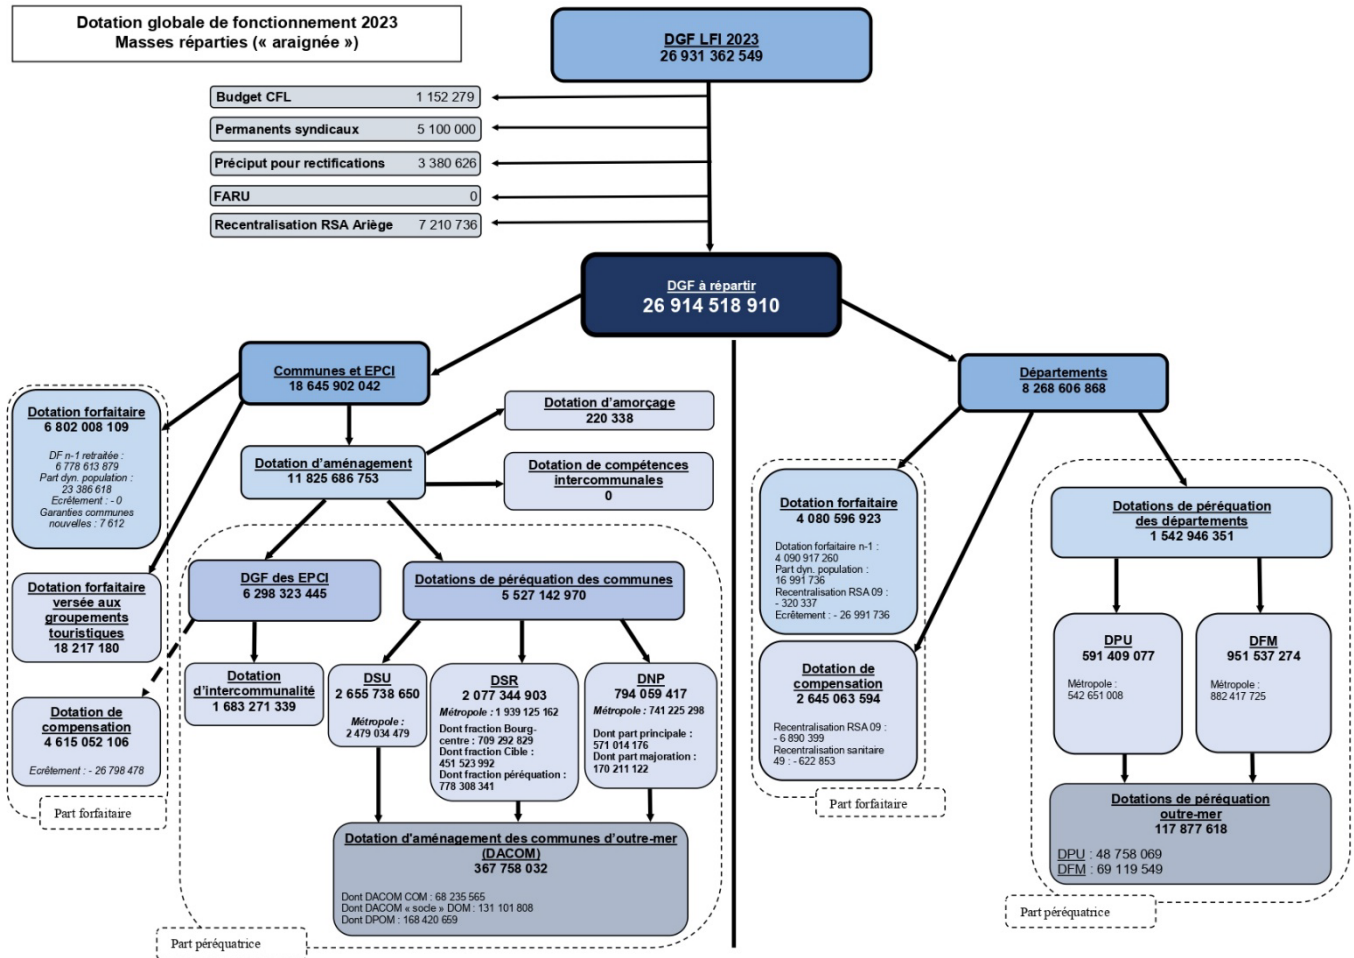 Dotation globale de fonctionnement 2023
Masses réparties (« araignée »)
DGF LFI 2023
26 931 362 549
Budget CFL 1 152 279
Permanents syndicaux 5 100 000
Préciput pour rectifications 3 380 626
FARU 0
Recentralisation RSA Ariège 7 210 736
DGF à répartir
26 914 518 910
Communes et EPCI
18 645 902 042
Départements
8 268 606 868
Dotation forfaitaire
6 802 008 109
DF n-1 retraitée :
6 778 613 879
Part dyn. population :
23 386 618
Ecrêtement : - 0
Garanties communes
nouvelles : 7 612
Dotation forfaitaire
versée aux
groupements
touristiques
18 217 180
Dotation de
compensation
4 615 052 106
Ecrêtement : - 26 798 478
Part forfaitaire
Dotation d'aménagement
11 825 686 753
Dotation d'amorçage
220 338
Dotation de compétences
intercommunales
0
DGF des EPCI
6 298 323 445
Dotations de péréquation des communes
5 527 142 970
Dotation
d'intercommunalité
1 683 271 339
DSU
2 655 738 650
Métropole :
2 479 034 479
DSR
2 077 344 903
Métropole : 1 939 125 162
Dont fraction Bourg-
centre : 709 292 829
Dont fraction Cible :
451 523 992
Dont fraction péréquation :
778 308 341
DNP
794 059 417
Métropole : 741 225 298
Dont part principale :
571 014 176
Dont part majoration :
170 211 122
Dotation d'aménagement des communes d'outre-mer
(DACOM)
367 758 032
Dont DACOM COM : 68 235 565
Dont DACOM « socle » DOM : 131 101 808
Dont DPOM : 168 420 659
Part péréquatrice
Dotation forfaitaire
4 080 596 923
Dotation forfaitaire n-1 :
4 090 917 260
Part dyn. population :
16 991 736
Recentralisation RSA 09 :
- 320 337
Ecrêtement : - 26 991 736
Dotation de
compensation
2 645 063 594
Recentralisation RSA 09 :
- 6 890 399
Recentralisation sanitaire
49 : - 622 853
Part forfaitaire
Dotations de péréquation
des départements
1 542 946 351
DPU
591 409 077
Métropole :
542 651 008
DFM
951 537 274
Métropole :
882 417 725
Dotations de péréquation
outre-mer
117 877 618
DPU : 48 758 069
DFM : 69 119 549
Part péréquatrice